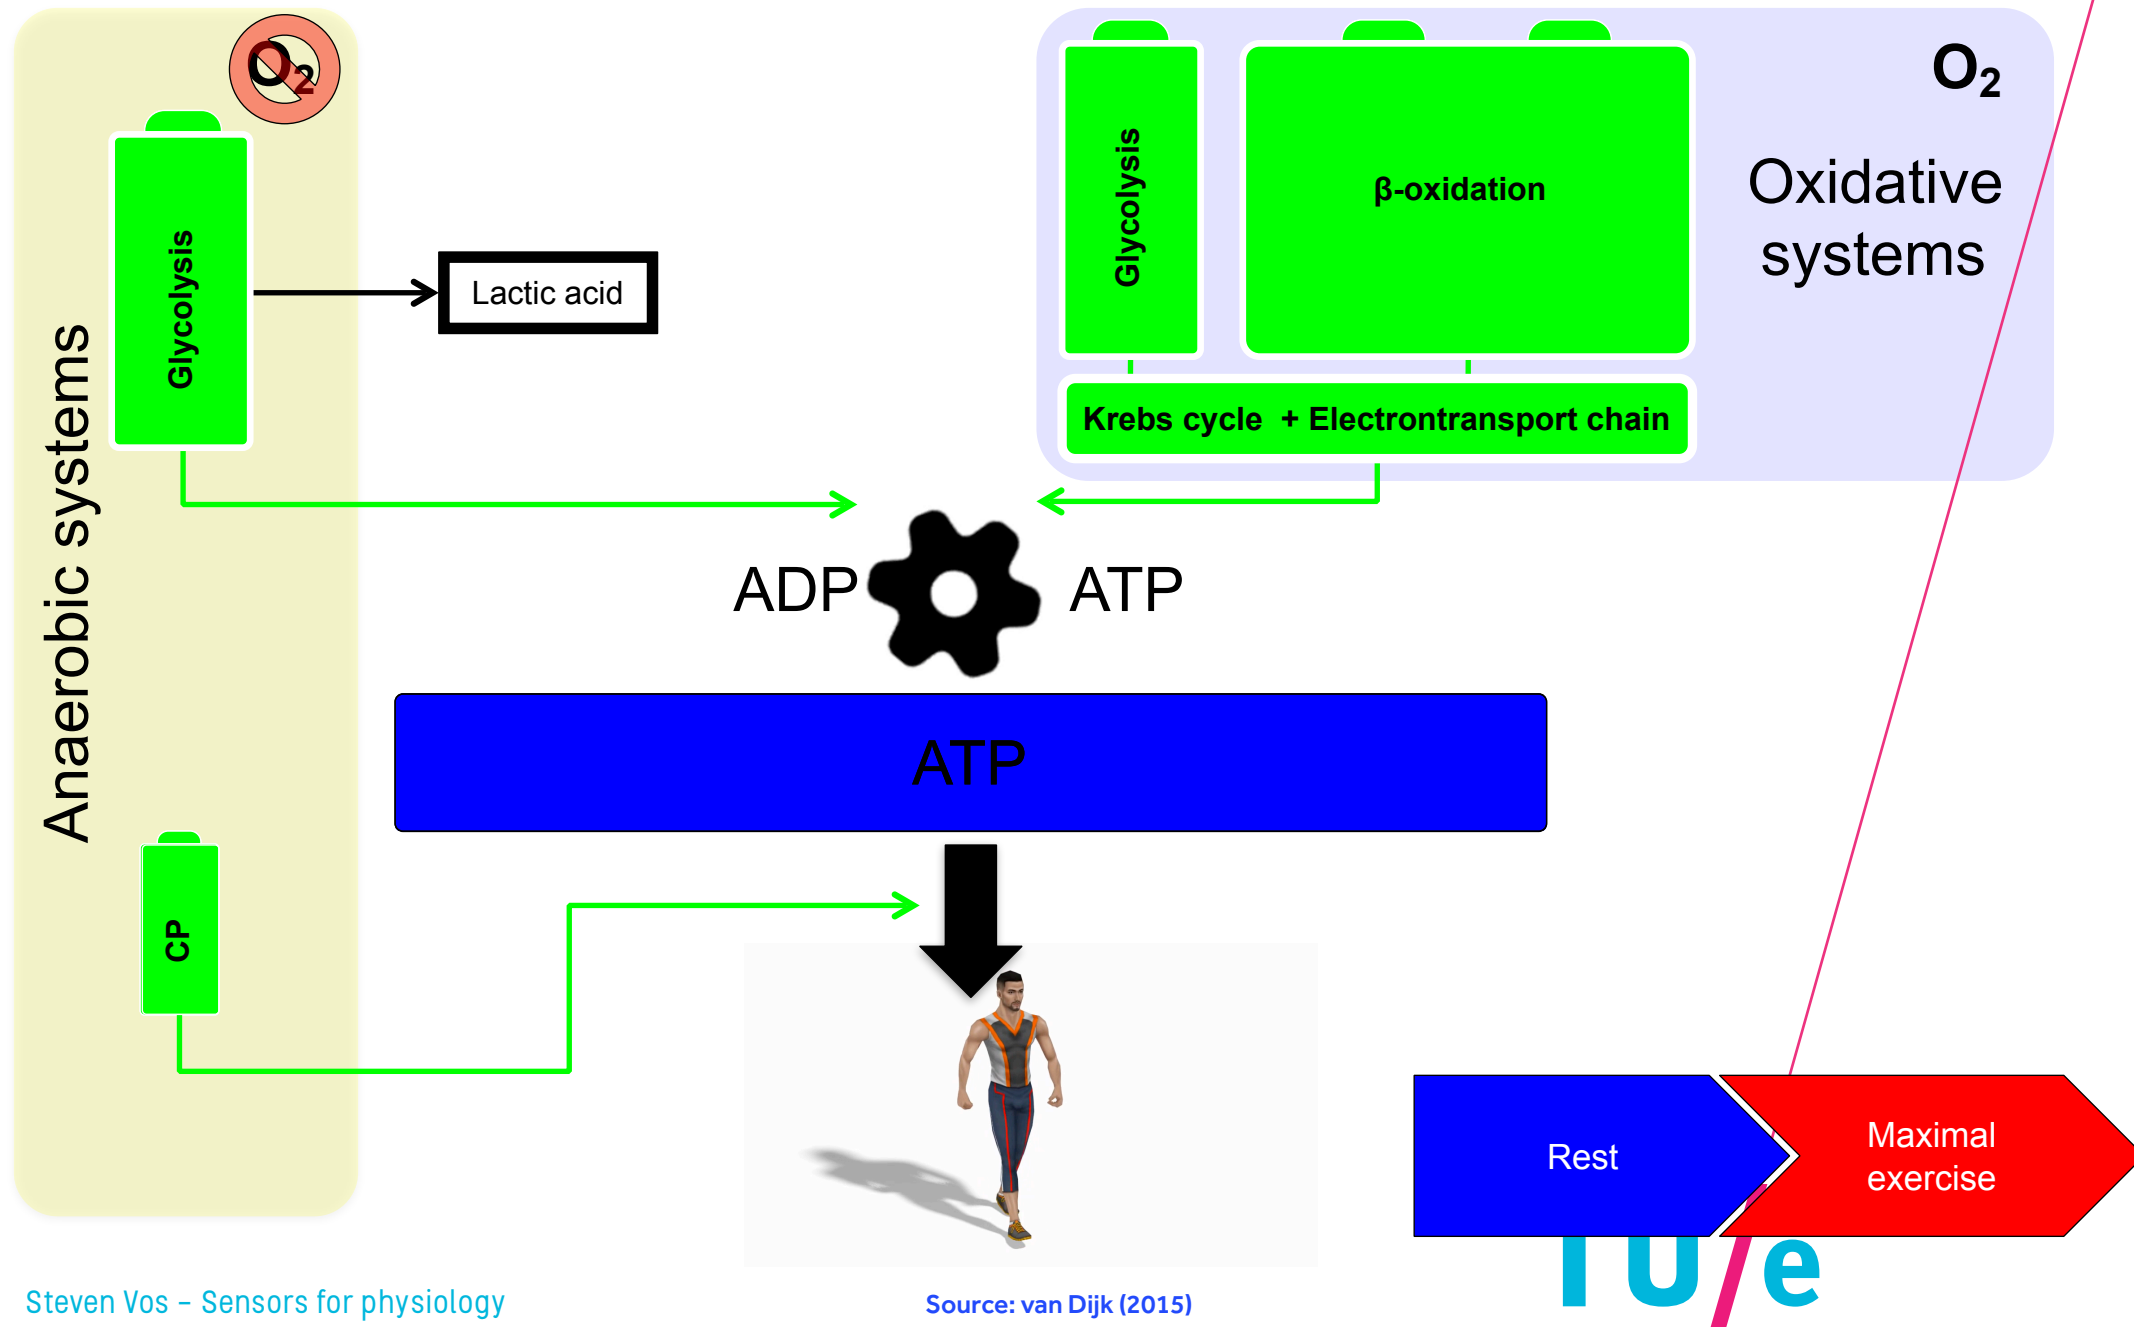 O₂
Glycolysis
Lactic acid
Anaerobic systems
CP
Glycolysis
β-oxidation
O₂
Oxidative
systems
Krebs cycle + Electrontransport chain
ADP
ATP
ATP
Rest
Maximal
exercise
Steven Vos – Sensors for physiology
Source: van Dijk (2015)
TU/e